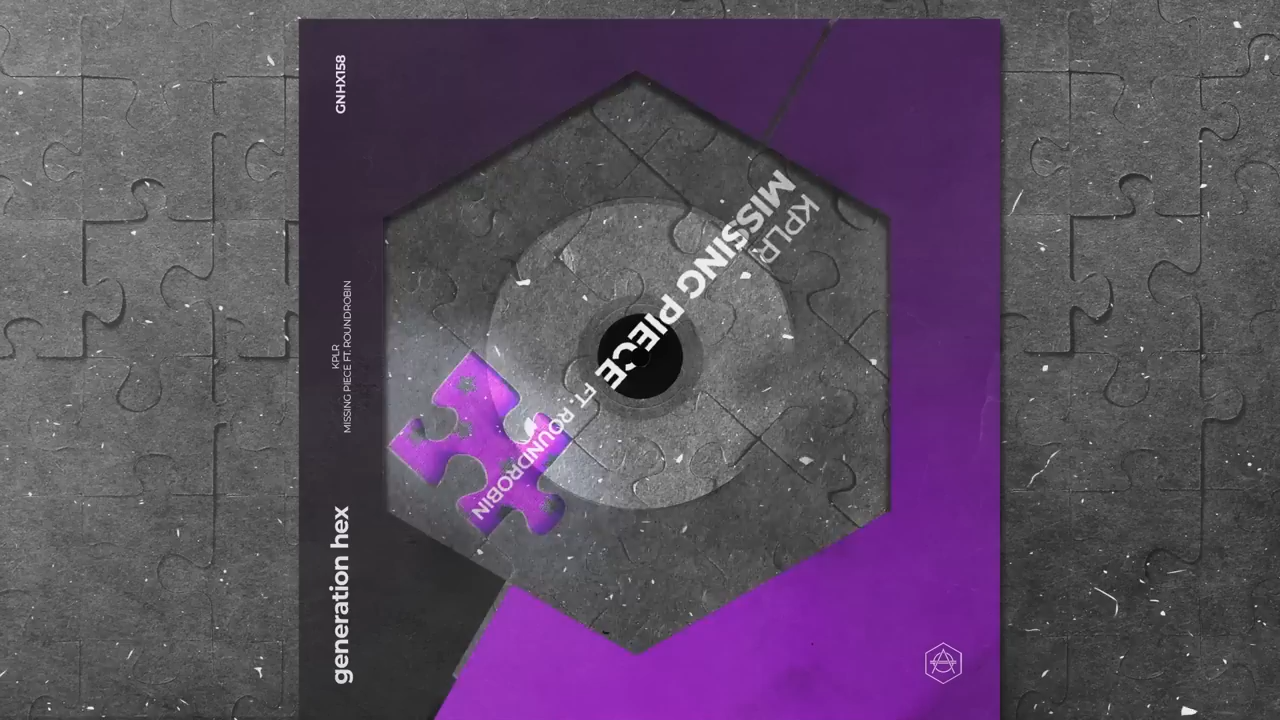 GNHX158
KPLR
MISSING PIECE FT. ROUNDROBIN
generation hex
KPLR
MISSING PIECE FT. ROUNDROBIN